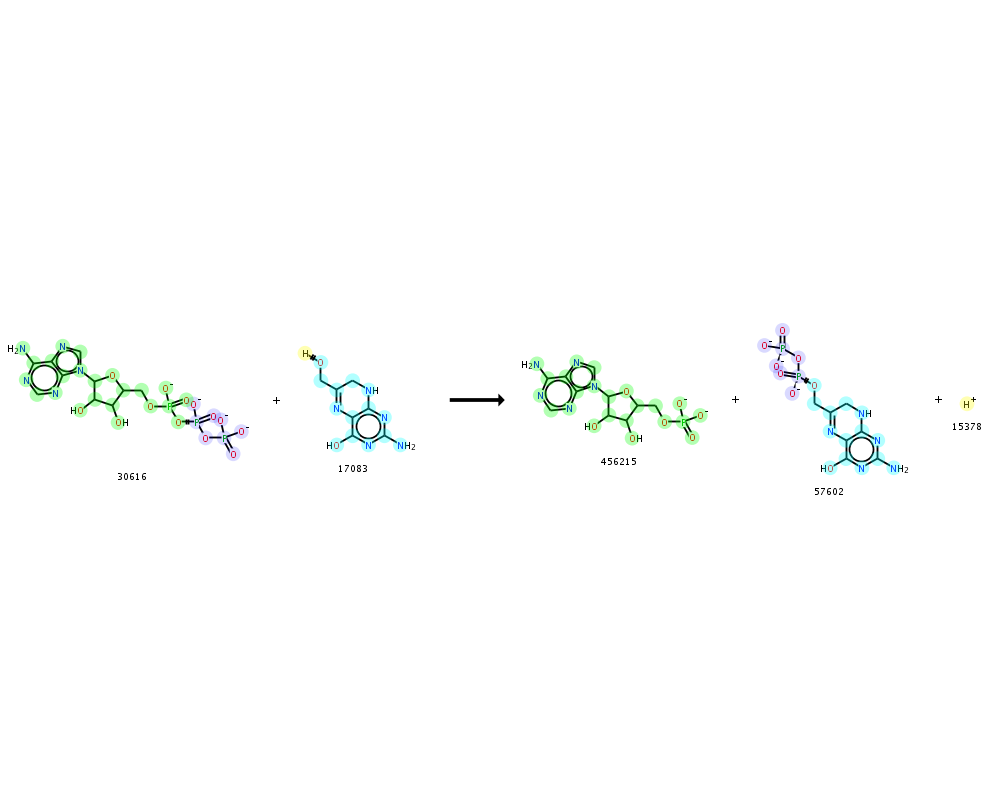 H₂N N N N N N O HO OH O O⁻ P O O P O⁻ O O O⁻ P O⁻ O
30616
+
H O N NH N N HO NH₂
17083
H₂N N N N N N O HO OH O O⁻ P O⁻ O
456215
+
O O⁻ P O⁻ O O P O⁻ O N NH N N HO NH₂
57602
+
H⁺
15378